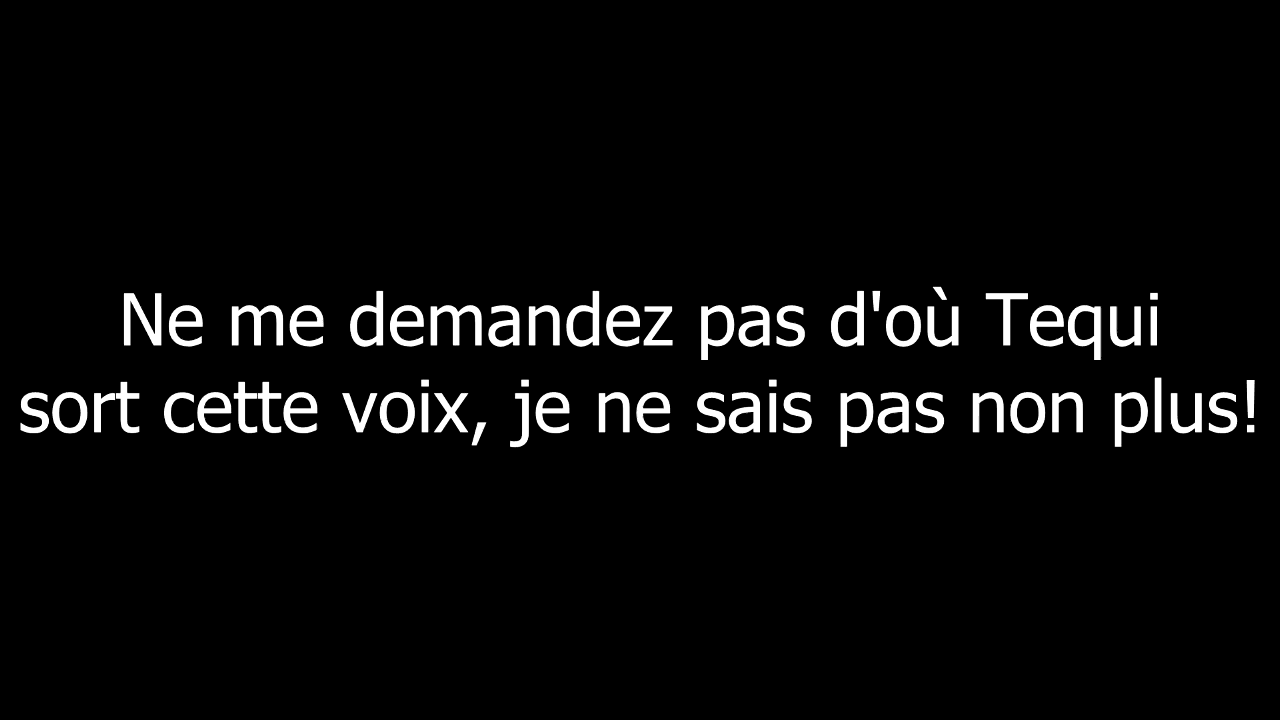 Ne me demandez pas d'où Tequi
sort cette voix, je ne sais pas non plus!